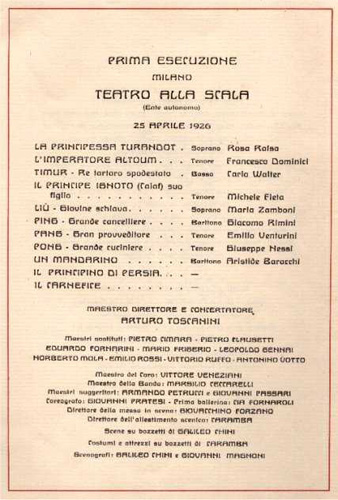 PRIMA ESECUZIONE
MILANO
TEATRO ALLA SCALA
(Ente autonomo)
25 APRILE 1926
LA PRINCIPESSA TURANDOT . Soprano Rosa Raisa
L'IMPERATORE ALTOUM . . . Tenore Francesco Dominici
TIMUR - Re tartaro spodestato . Basso Carlo Walter
IL PRINCIPE IGNOTO (Calaf) suo
figlio . . . . . . . . . . Tenore Michele Fleta
LIÙ - Giovine schiava . . . . . Soprano Maria Zamboni
PING - Grande cancelliere . . . Baritono Giacomo Rimini
PANG - Gran provveditore . . . Tenore Emilio Venturini
PONG - Grande cuciniere . . . Tenore Giuseppe Nessi
UN MANDARINO . . . . . Baritono Aristide Baracchi
IL PRINCIPINO DI PERSIA . . . . —
IL CARNEFICE . . . . . . —
MAESTRO DIRETTORE E CONCERTATORE,
ARTURO TOSCANINI
Maestri sostituti: PIETRO CIMARA - PIETRO CLAUSETTI
EDUARDO FORNARINI - MARIO FRIGERIO - LEOPOLDO GENNAI
NORBERTO MOLA - EMILIO ROSSI - VITTORIO RUFFO - ANTONINO VOTTO
Maestro del Coro: VITTORE VENEZIANI
Maestro della Banda: MARSILIO CECCARELLI
Maestri suggeritori: ARMANDO PETRUCCI e GIOVANNI PASSARI
Coreografo: GIOVANNI PRATESI - Prima ballerina: CIA FORNAROLI
Direttore della messa in scena: GIOVACCHINO FORZANO
Direttore dell'allestimento scenico: CARAMBA
Scene su bozzetti di GALILEO CHINI
Costumi e attrezzi su bozzetti di CARAMBA
Scenografi: GALILEO CHINI e GIOVANNI MAGNONI